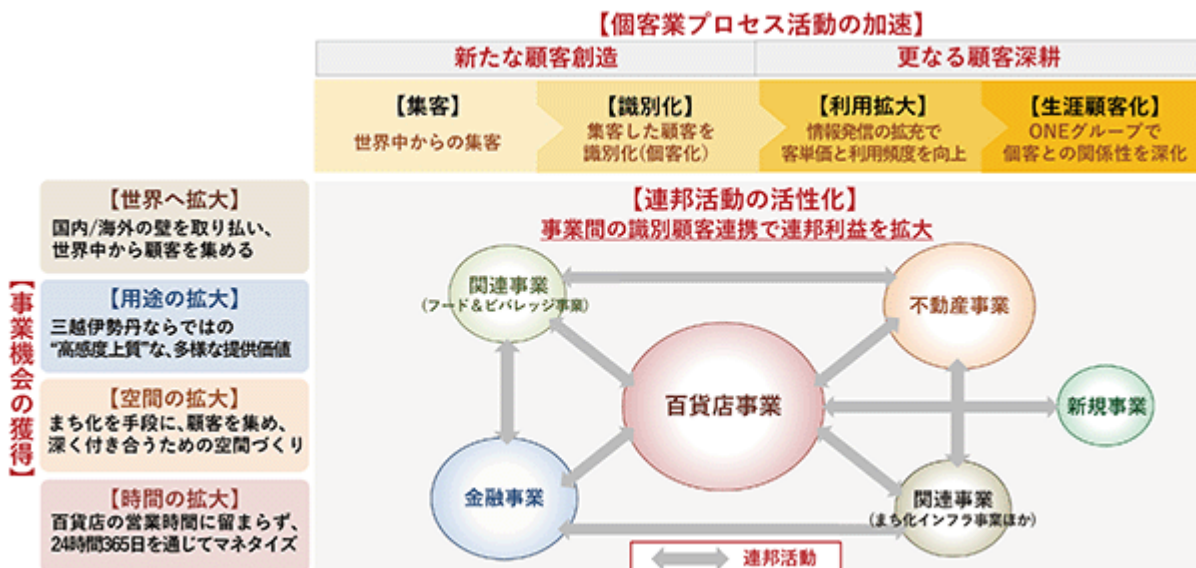 【個客業プロセス活動の加速】
新たな顧客創造
更なる顧客深耕
【集客】
世界中からの集客
【識別化】
集客した顧客を
識別化(個客化)
【利用拡大】
情報発信の拡充で
客単価と利用頻度を向上
【生涯顧客化】
ONEグループで
個客との関係性を深化
【事業機会の獲得】
【世界へ拡大】
国内/海外の壁を取り払い、
世界中から顧客を集める
【用途の拡大】
三越伊勢丹ならではの
“高感度上質”な、多様な提供価値
【空間の拡大】
まち化を手段に、顧客を集め、
深く付き合うための空間づくり
【時間の拡大】
百貨店の営業時間に留まらず、
24時間365日を通じてマネタイズ
【連邦活動の活性化】
事業間の識別顧客連携で連邦利益を拡大
関連事業
(フード&ビバレッジ事業)
不動産事業
百貨店事業
新規事業
金融事業
関連事業
(まち化インフラ事業ほか)
連邦活動